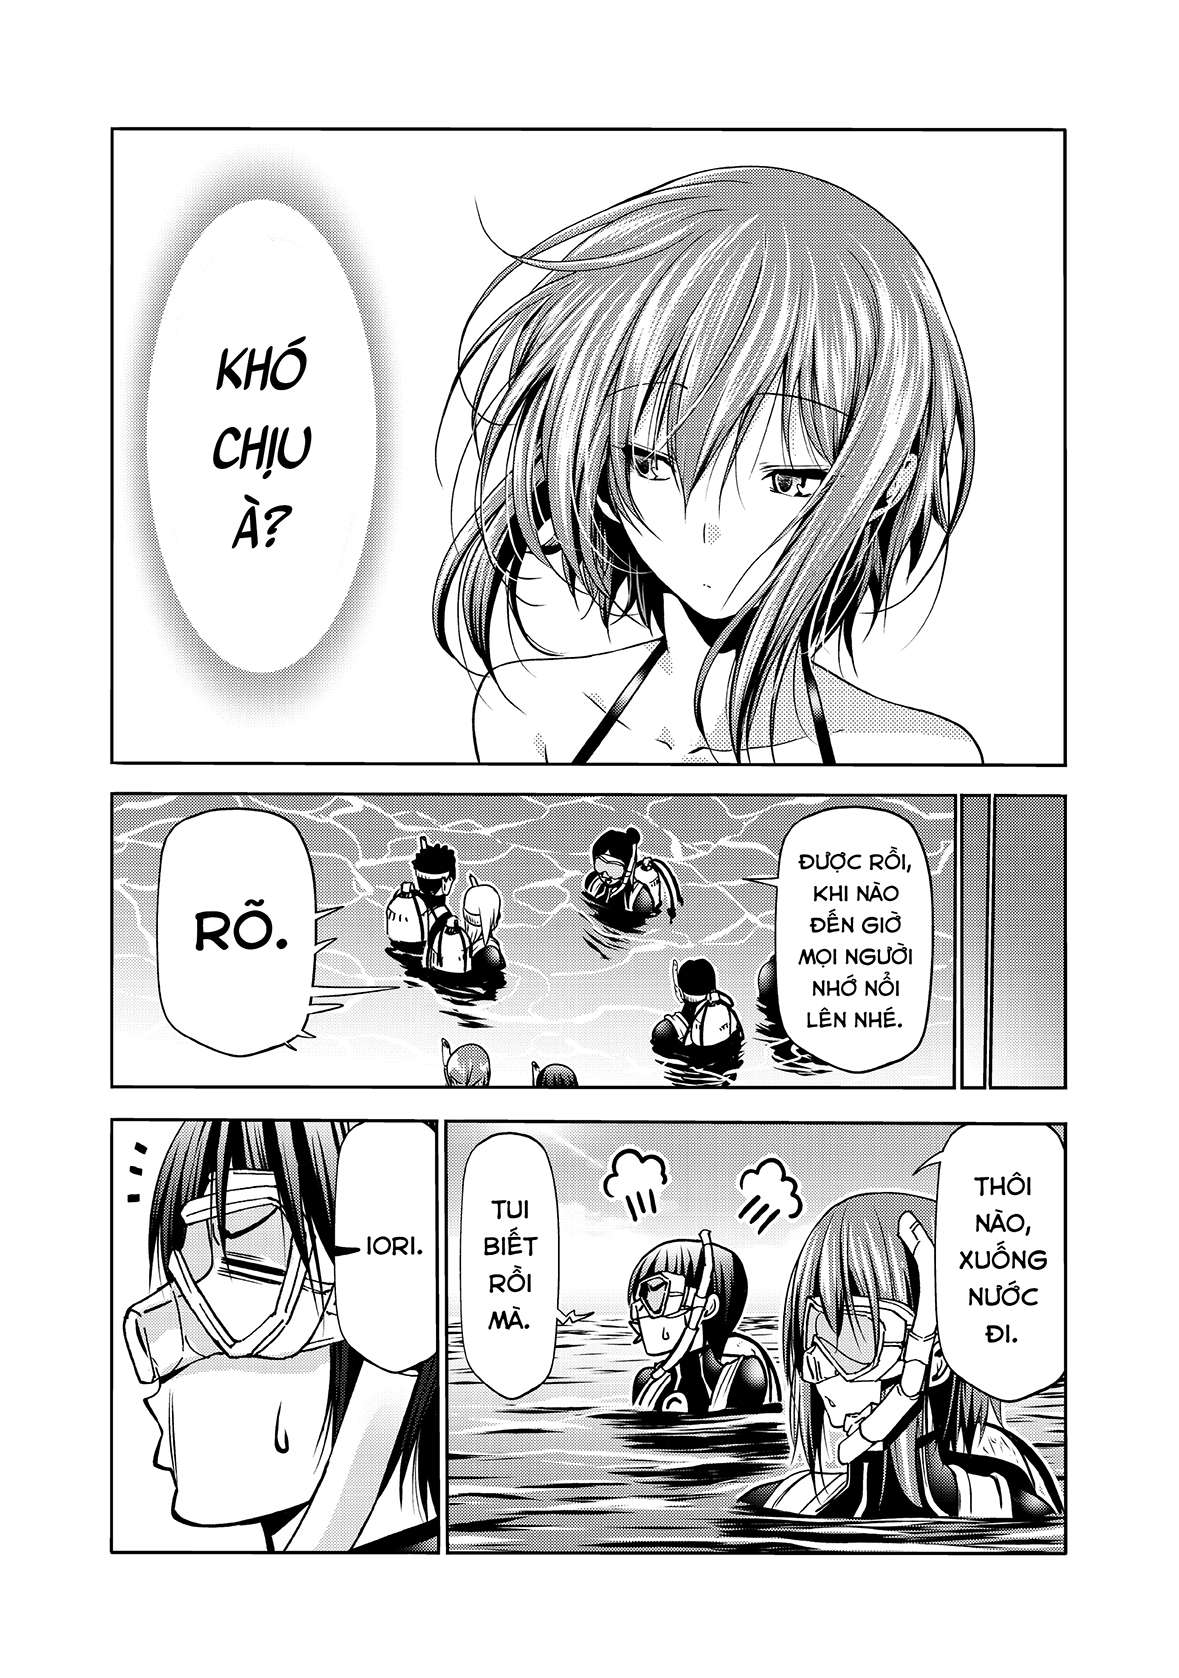 KHÓ
CHỊU
À?
ĐƯỢC RỒI,
KHI NÀO
ĐẾN GIỜ
MỌI NGƯỜI
NHỚ NỔI
LÊN NHÉ.
RÕ.
THÔI
NÀO,
XUỐNG
NƯỚC
ĐI.
TUI
BIẾT
RỒI
MÀ.
IORI.